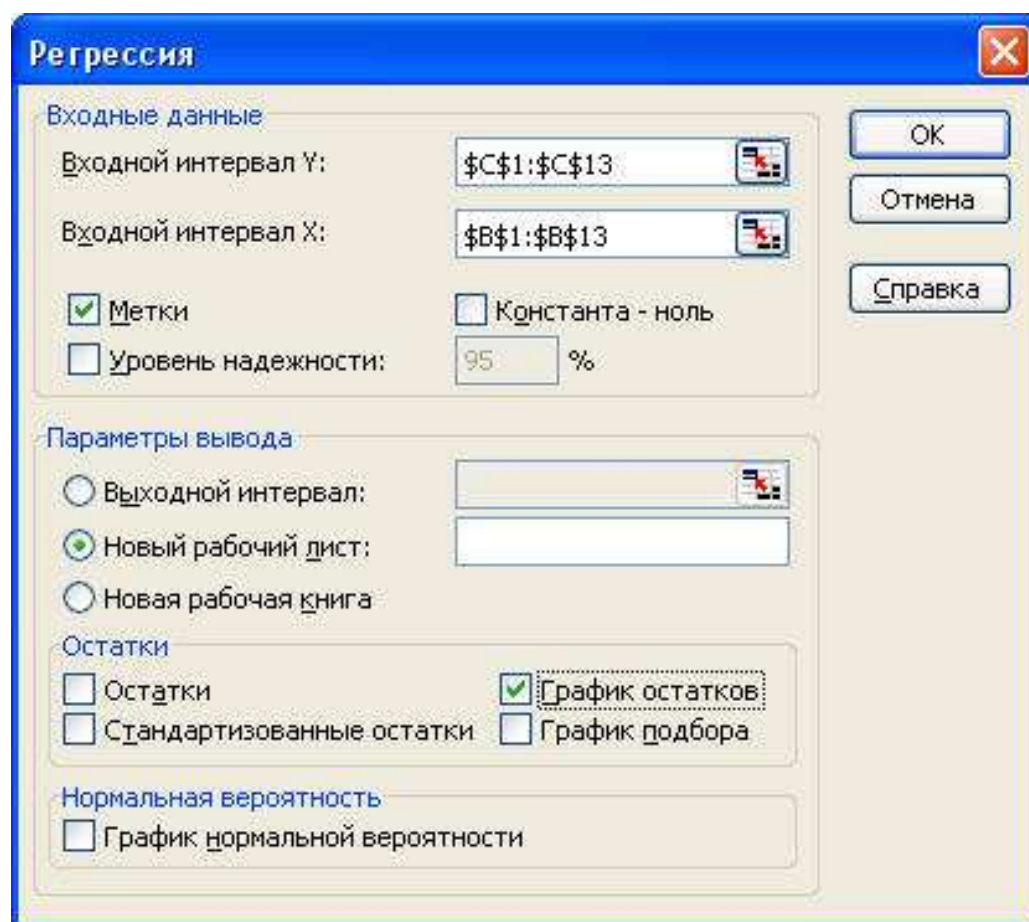 Регрессия
Входные данные
Входной интервал Y: $C$1:$C$13
Входной интервал X: $B$1:$B$13
Метки Константа - ноль
Уровень надежности: 95 %
OK
Отмена
Справка
Параметры вывода
Выходной интервал:
Новый рабочий лист:
Новая рабочая книга
Остатки
Остатки График остатков
Стандартизованные остатки График подбора
Нормальная вероятность
График нормальной вероятности